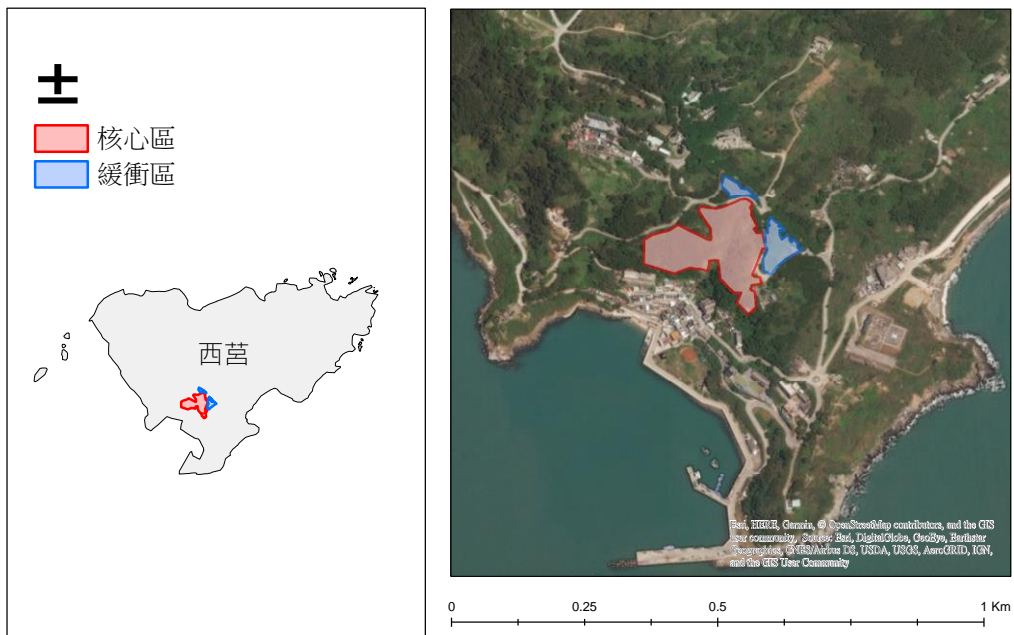 ±
核心區
緩衝區
西莒
Esri, HERE, Garmin, © OpenStreetMap contributors, and the GIS
user community, Source: Esri, DigitalGlobe, GeoEye, Earthstar
Geographics, CNES/Airbus DS, USDA, USGS, AeroGRID, IGN,
and the GIS User Community
0 0.25 0.5 1 Km